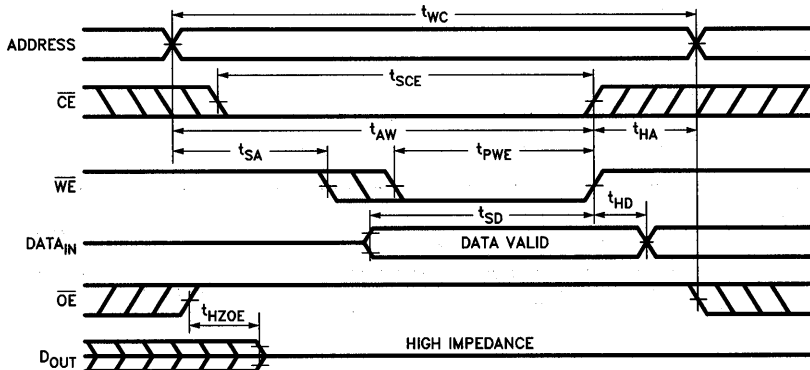 tWC
ADDRESS
tSCE
CE
tAW
tHA
tSA
tPWE
WE
tHD
tSD
DATAIN
DATA VALID
OE
tHZOE
HIGH IMPEDANCE
DOUT